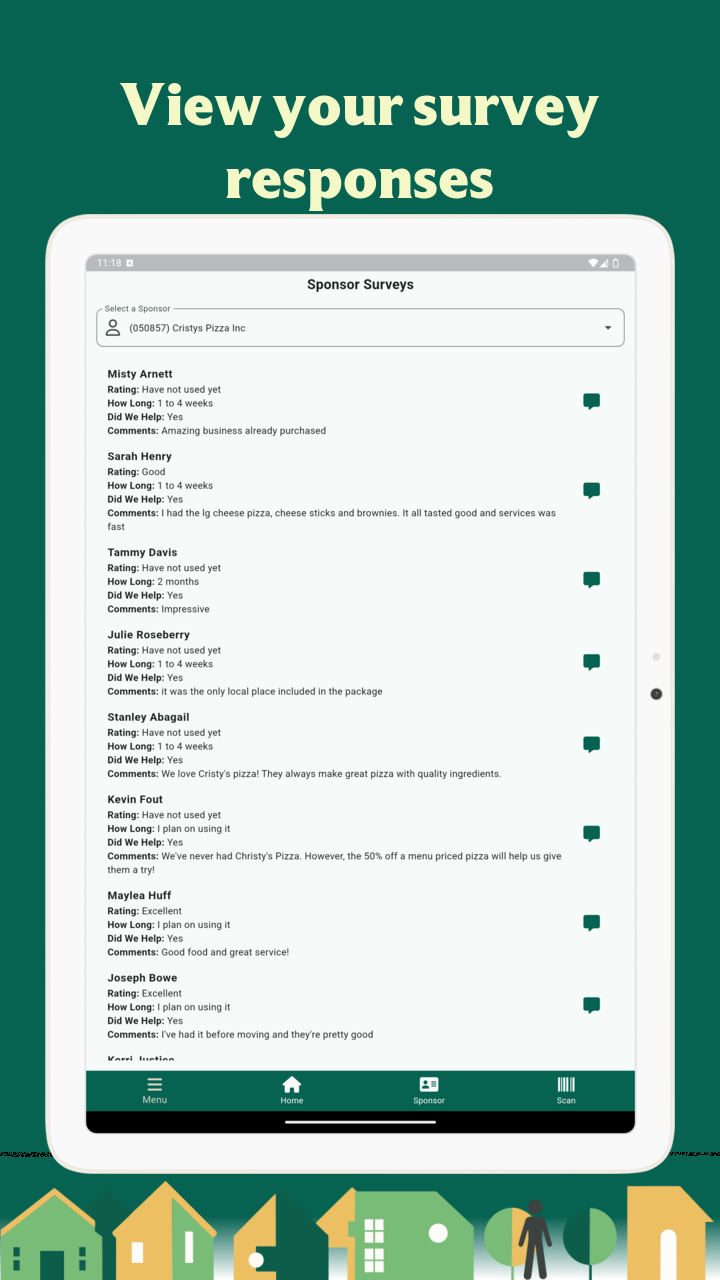 View your survey
responses
11:18
Sponsor Surveys
Select a Sponsor
(050857) Cristys Pizza Inc
Misty Arnett
Rating: Have not used yet
How Long: 1 to 4 weeks
Did We Help: Yes
Comments: Amazing business already purchased
Sarah Henry
Rating: Good
How Long: 1 to 4 weeks
Did We Help: Yes
Comments: I had the lg cheese pizza, cheese sticks and brownies. It all tasted good and services was
fast
Tammy Davis
Rating: Have not used yet
How Long: 2 months
Did We Help: Yes
Comments: Impressive
Julie Roseberry
Rating: Have not used yet
How Long: 1 to 4 weeks
Did We Help: Yes
Comments: it was the only local place included in the package
Stanley Abagail
Rating: Have not used yet
How Long: 1 to 4 weeks
Did We Help: Yes
Comments: We love Cristy's pizza! They always make great pizza with quality ingredients.
Kevin Fout
Rating: Have not used yet
How Long: I plan on using it
Did We Help: Yes
Comments: We've never had Christy's Pizza. However, the 50% off a menu priced pizza will help us give
them a try!
Maylea Huff
Rating: Excellent
How Long: I plan on using it
Did We Help: Yes
Comments: Good food and great service!
Joseph Bowe
Rating: Excellent
How Long: I plan on using it
Did We Help: Yes
Comments: I've had it before moving and they're pretty good
Kerri Justice
Menu
Home
Sponsor
Scan